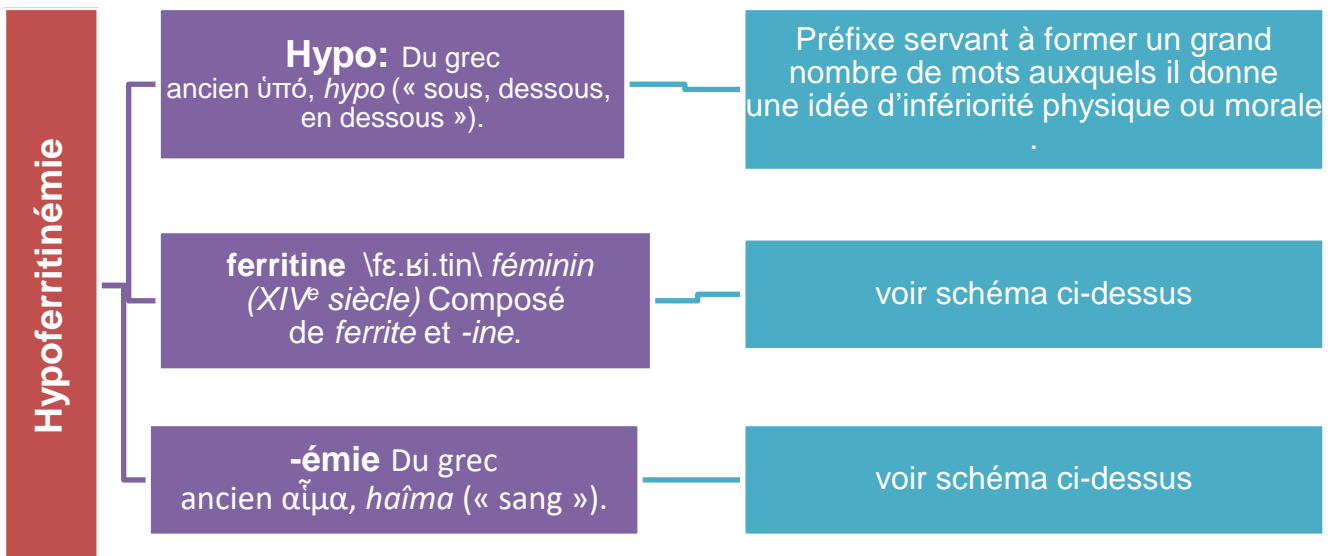 Hypoferritinémie
Hypo: Du grec
ancien ὑπό, hypo (« sous, dessous,
en dessous »).
Préfixe servant à former un grand
nombre de mots auxquels il donne
une idée d’infériorité physique ou morale
.
ferritine \fɛ.ʁi.tin\ féminin
(XIVe siècle) Composé
de ferrite et -ine.
voir schéma ci-dessus
-émie Du grec
ancien αἷμα, haîma (« sang »).
voir schéma ci-dessus